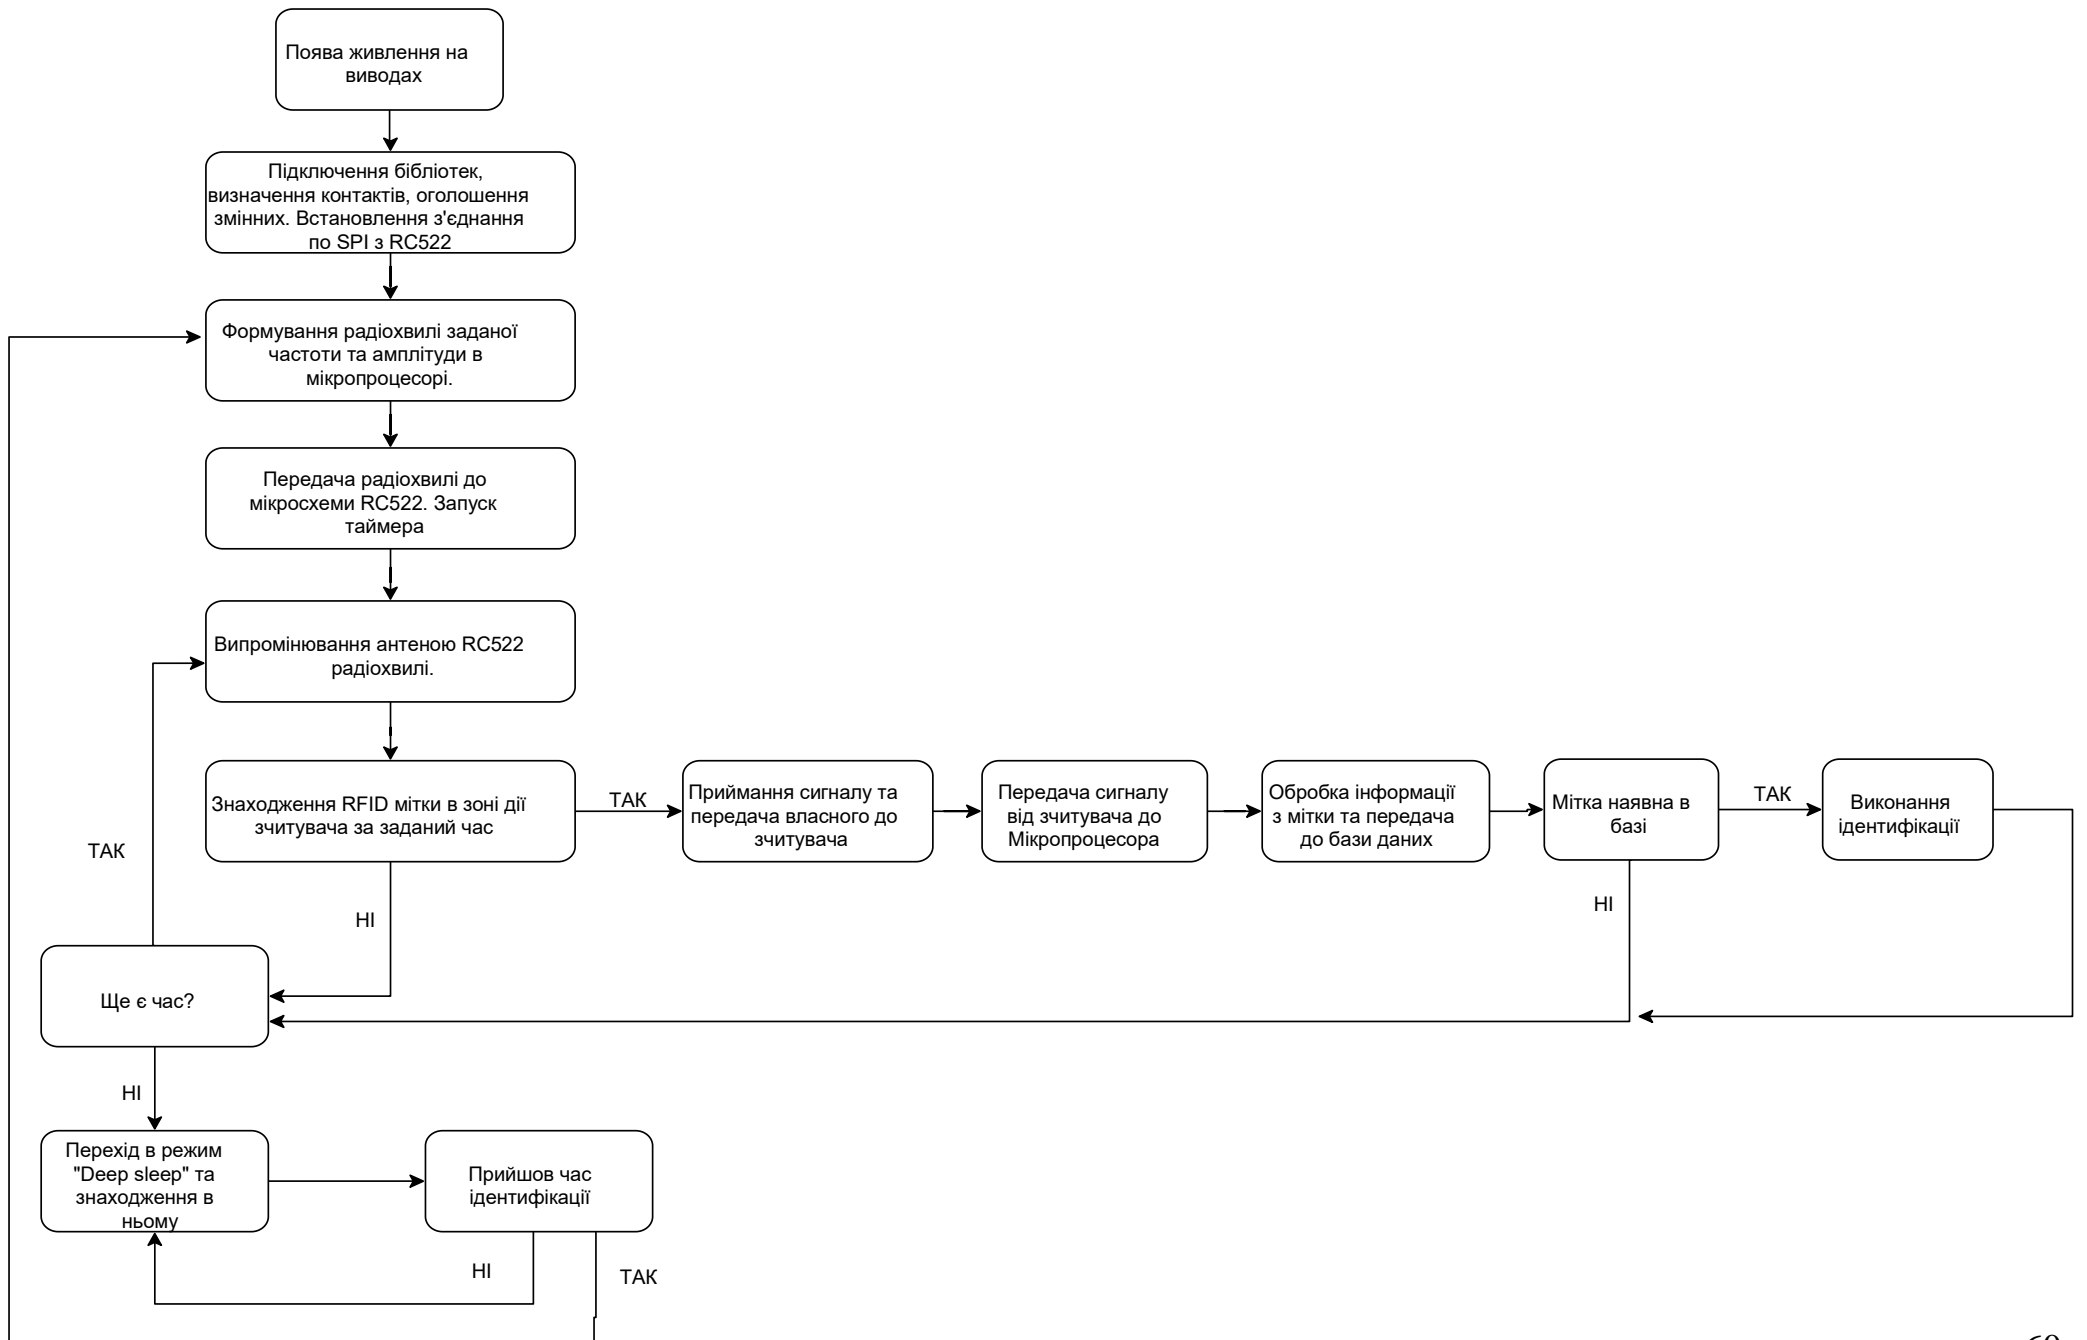 Поява живлення на
виводах
Підключення бібліотек,
визначення контактів, оголошення
змінних. Встановлення з'єднання
по SPI з RC522
Формування радіохвилі заданої
частоти та амплітуди в
мікропроцесорі.
Передача радіохвилі до
мікросхеми RC522. Запуск
таймера
Випромінювання антеною RC522
радіохвилі.
Знаходження RFID мітки в зоні дії
зчитувача за заданий час
ТАК
Приймання сигналу та
передача власного до
зчитувача
Передача сигналу
від зчитувача до
Мікропроцесора
Обробка інформації
з мітки та передача
до бази даних
Мітка наявна в
базі
ТАК
Виконання
ідентифікації
ТАК
НІ
НІ
Ще є час?
НІ
Перехід в режим
"Deep sleep" та
знаходження в
ньому
Прийшов час
ідентифікації
НІ
ТАК